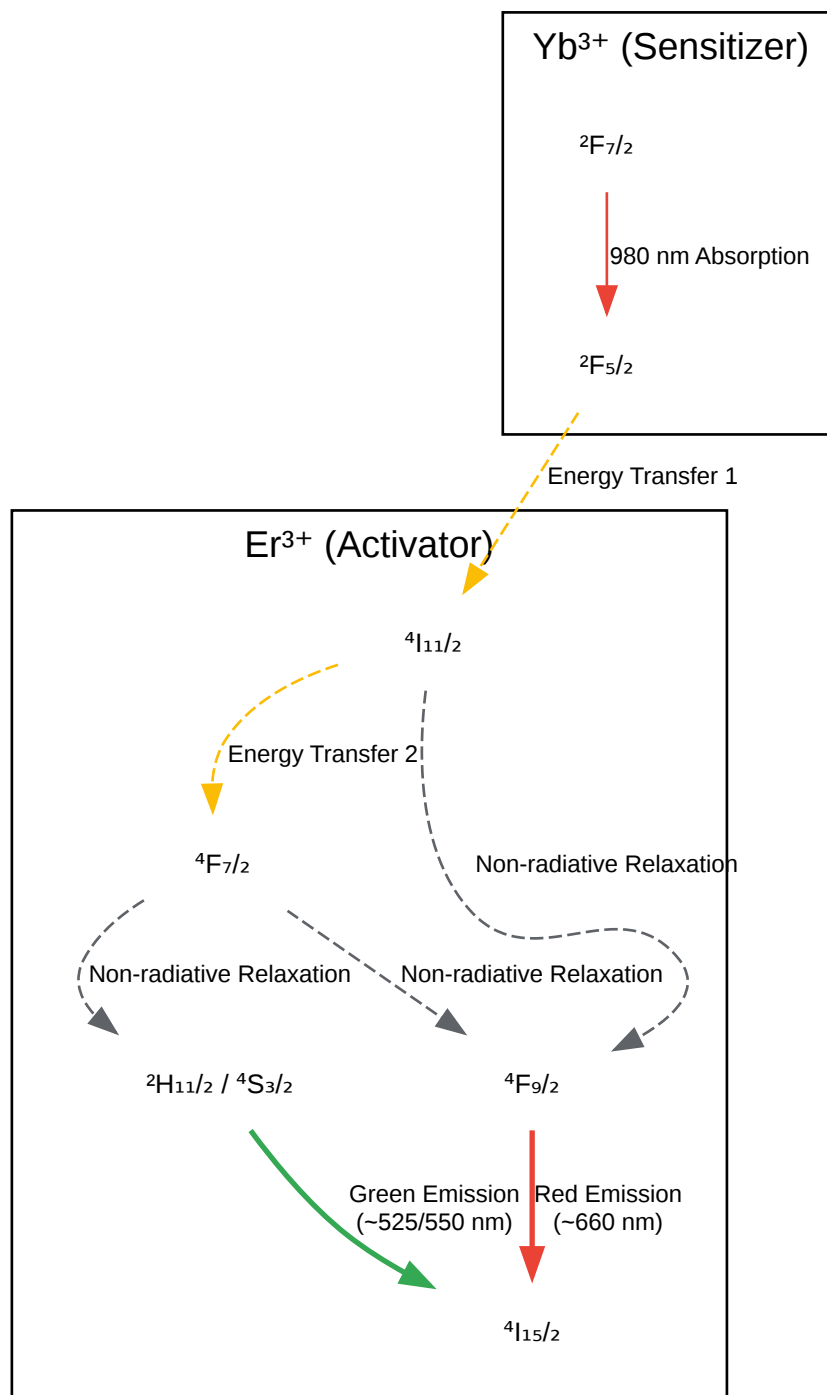 Yb³⁺ (Sensitizer)
²F₇/₂
980 nm Absorption
²F₅/₂
Energy Transfer 1
Er³⁺ (Activator)
⁴I₁₁/₂
Energy Transfer 2
⁴F₇/₂
Non-radiative Relaxation
Non-radiative Relaxation
Non-radiative Relaxation
²H₁₁/₂ / ⁴S₃/₂
⁴F₉/₂
Green Emission
(~525/550 nm)
Red Emission
(~660 nm)
⁴I₁₅/₂